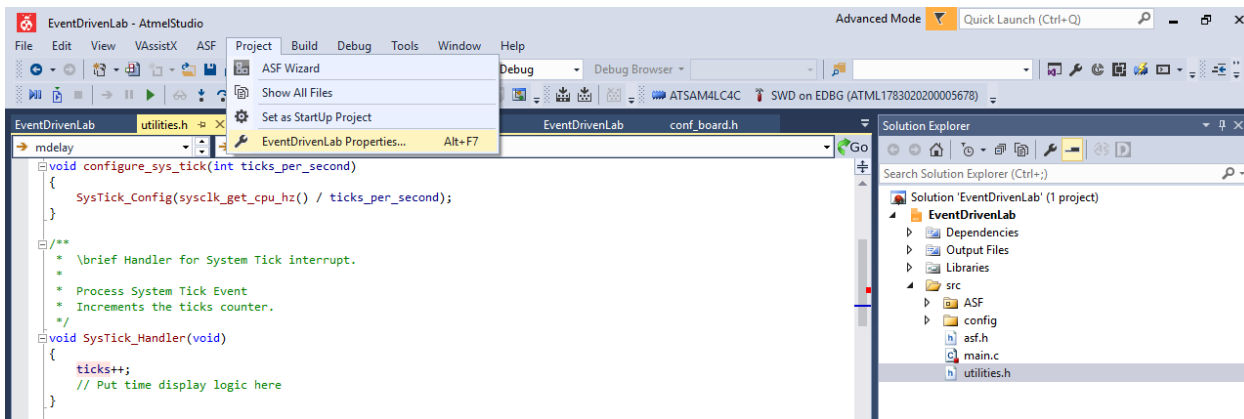 EventDrivenLab - AtmelStudio
Advanced Mode
Quick Launch (Ctrl+Q)
File Edit View VAssistX ASF Project Build Debug Tools Window Help
ASF Wizard
Show All Files
Set as StartUp Project
EventDrivenLab Properties... Alt+F7
Debug Debug Browser
ATSAM4LC4C SWD on EDBG (ATML1783020200005678)
EventDrivenLab utilities.h EventDrivenLab conf_board.h
mdelay Go
void configure_sys_tick(int ticks_per_second)
{
SysTick_Config(sysclk_get_cpu_hz() / ticks_per_second);
}
/**
* \brief Handler for System Tick interrupt.
*
* Process System Tick Event
* Increments the ticks counter.
*/
void SysTick_Handler(void)
{
ticks++;
// Put time display logic here
}
Solution Explorer
Search Solution Explorer (Ctrl+;)
Solution 'EventDrivenLab' (1 project)
EventDrivenLab
Dependencies
Output Files
Libraries
src
ASF
config
asf.h
main.c
utilities.h